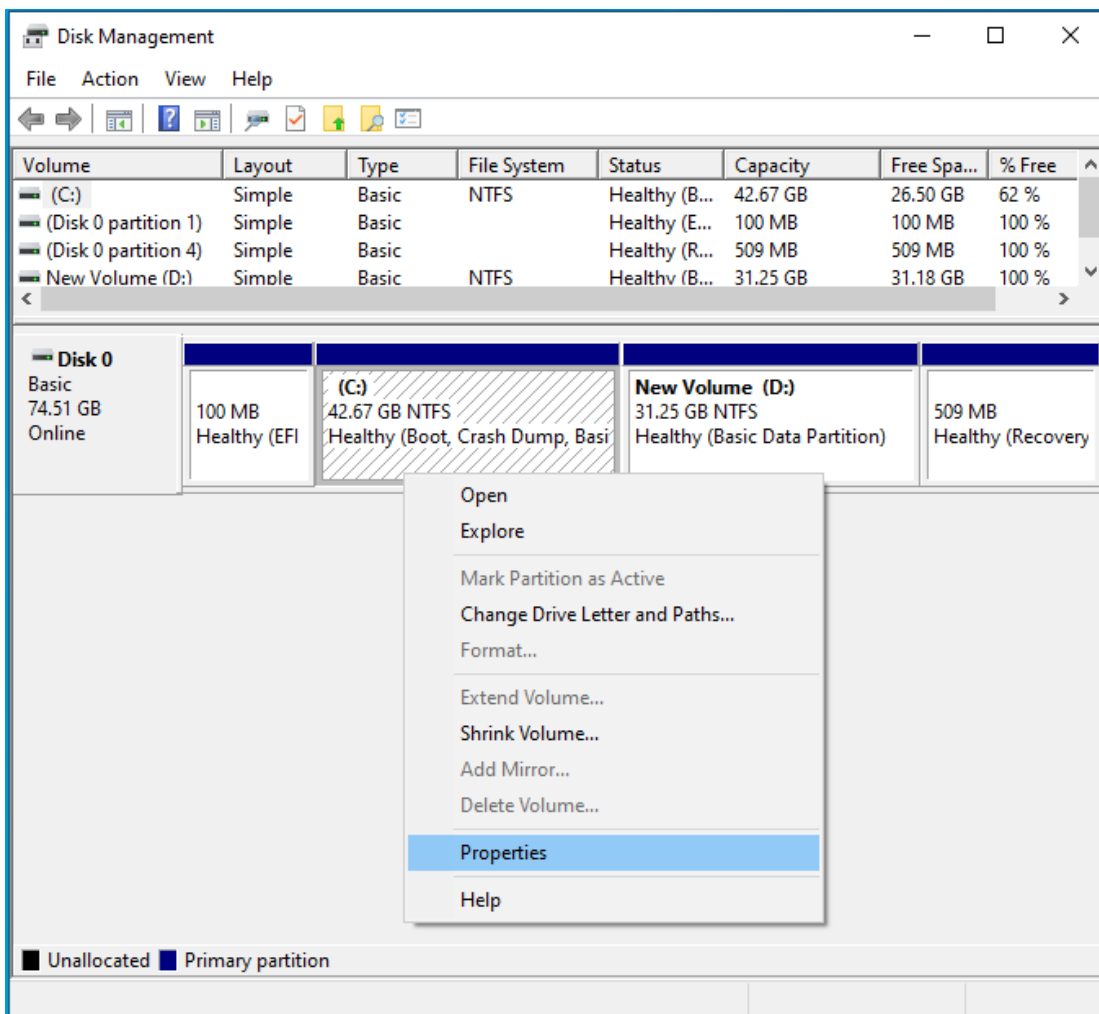 Disk Management
File Action View Help
Volume Layout Type File System Status Capacity Free Spa... % Free
(C:) Simple Basic NTFS Healthy (B... 42.67 GB 26.50 GB 62 %
(Disk 0 partition 1) Simple Basic Healthy (E... 100 MB 100 MB 100 %
(Disk 0 partition 4) Simple Basic Healthy (R... 509 MB 509 MB 100 %
New Volume (D:) Simple Basic NTFS Healthy (B... 31.25 GB 31.18 GB 100 %
Disk 0
Basic
74.51 GB
Online
100 MB
Healthy (EFI
(C:)
42.67 GB NTFS
Healthy (Boot, Crash Dump, Basi
New Volume (D:)
31.25 GB NTFS
Healthy (Basic Data Partition)
509 MB
Healthy (Recovery
Open
Explore
Mark Partition as Active
Change Drive Letter and Paths...
Format...
Extend Volume...
Shrink Volume...
Add Mirror...
Delete Volume...
Properties
Help
Unallocated Primary partition